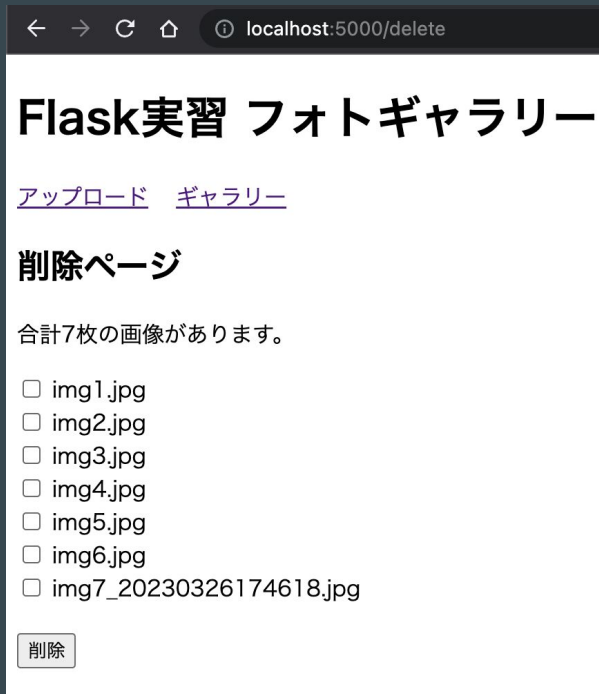 localhost:5000/delete
Flask実習 フォトギャラリー
アップロード ギャラリー
削除ページ
合計7枚の画像があります。
img1.jpg
img2.jpg
img3.jpg
img4.jpg
img5.jpg
img6.jpg
img7_20230326174618.jpg
削除